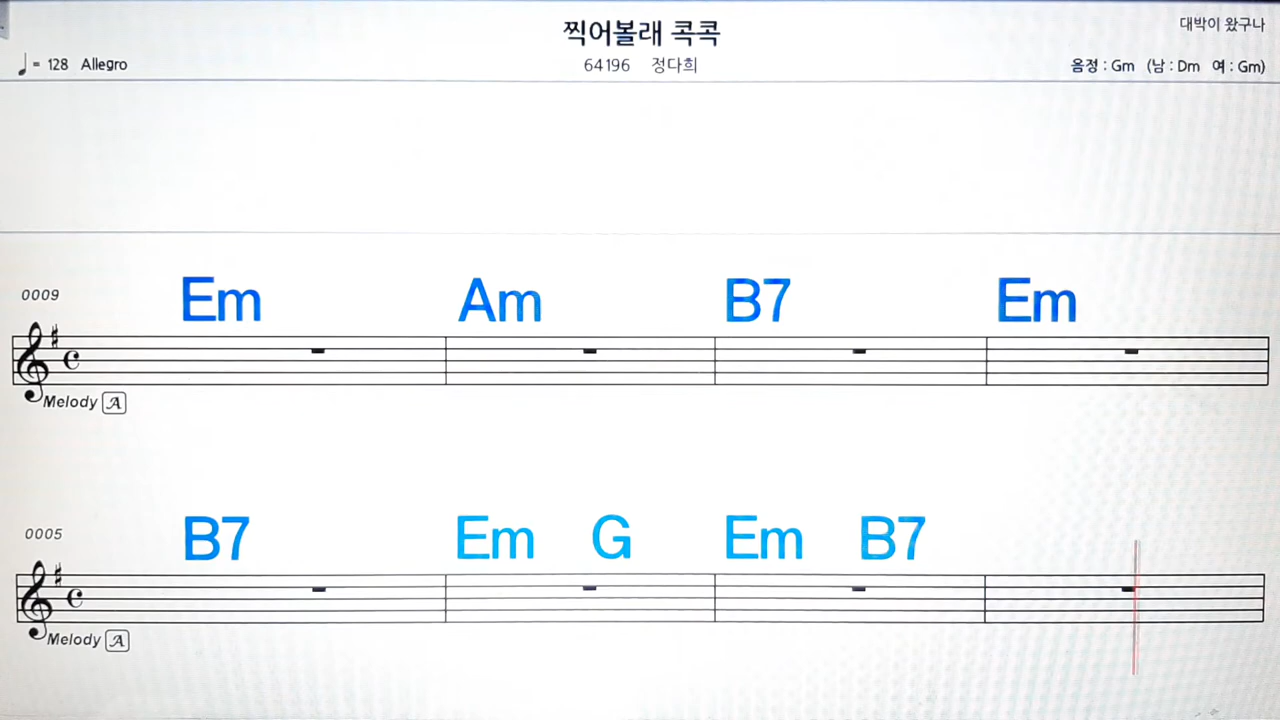 찍어볼래 콕콕
대박이 왔구나
♩= 128 Allegro
64196 정다희
음정 : Gm (남 : Dm 여 : Gm)
0009
Em Am B7 Em
Melody A
0005
B7 Em G Em B7
Melody A